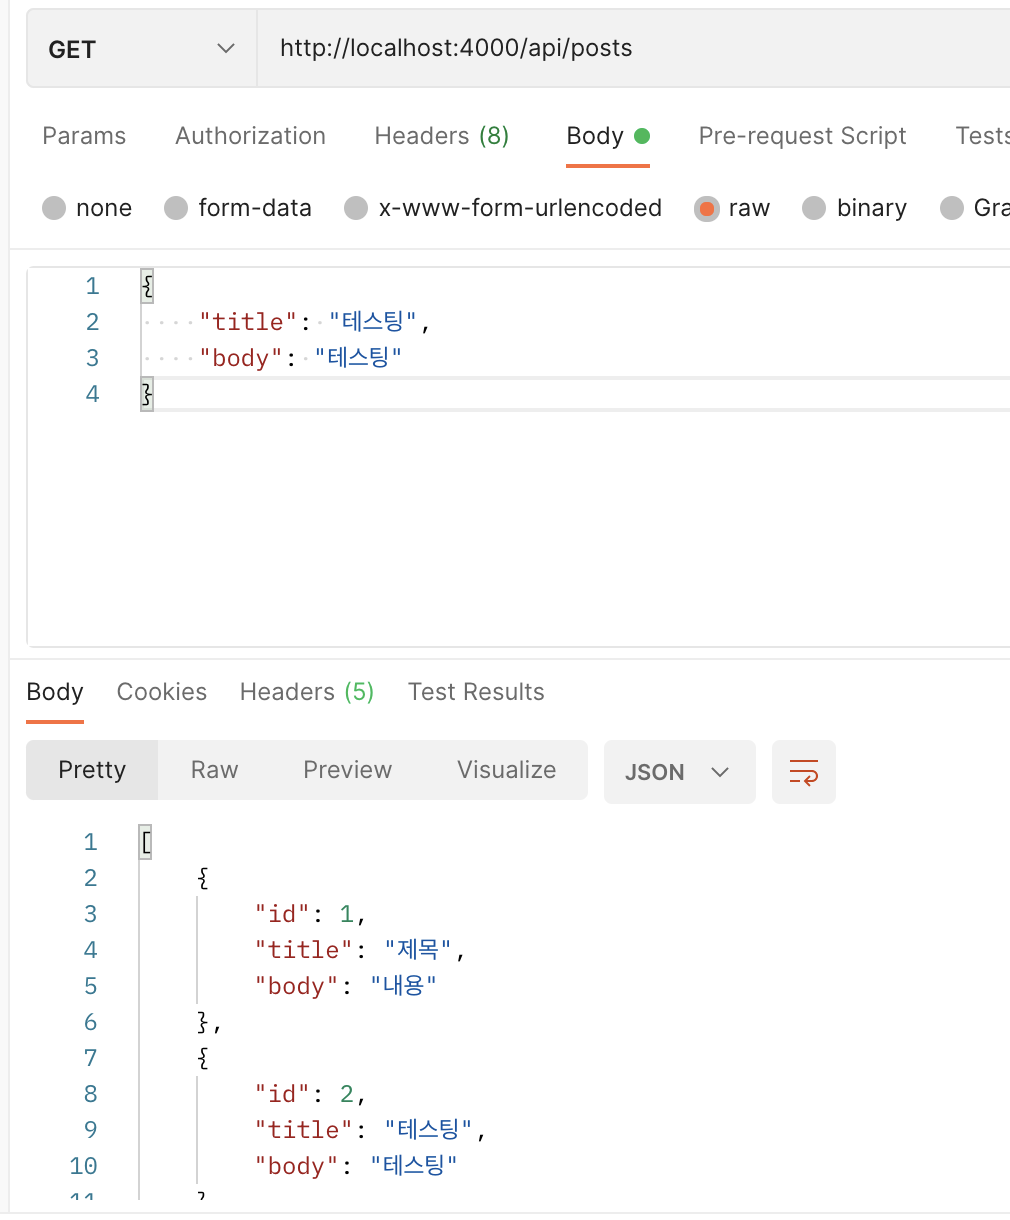 GET http://localhost:4000/api/posts
Params Authorization Headers (8) Body Pre-request Script Tests
none form-data x-www-form-urlencoded raw binary Gra
1 {
2 "title": "테스팅",
3 "body": "테스팅"
4 }
Body Cookies Headers (5) Test Results
Pretty Raw Preview Visualize JSON
1 [
2 {
3 "id": 1,
4 "title": "제목",
5 "body": "내용"
6 },
7 {
8 "id": 2,
9 "title": "테스팅",
10 "body": "테스팅"
11 }